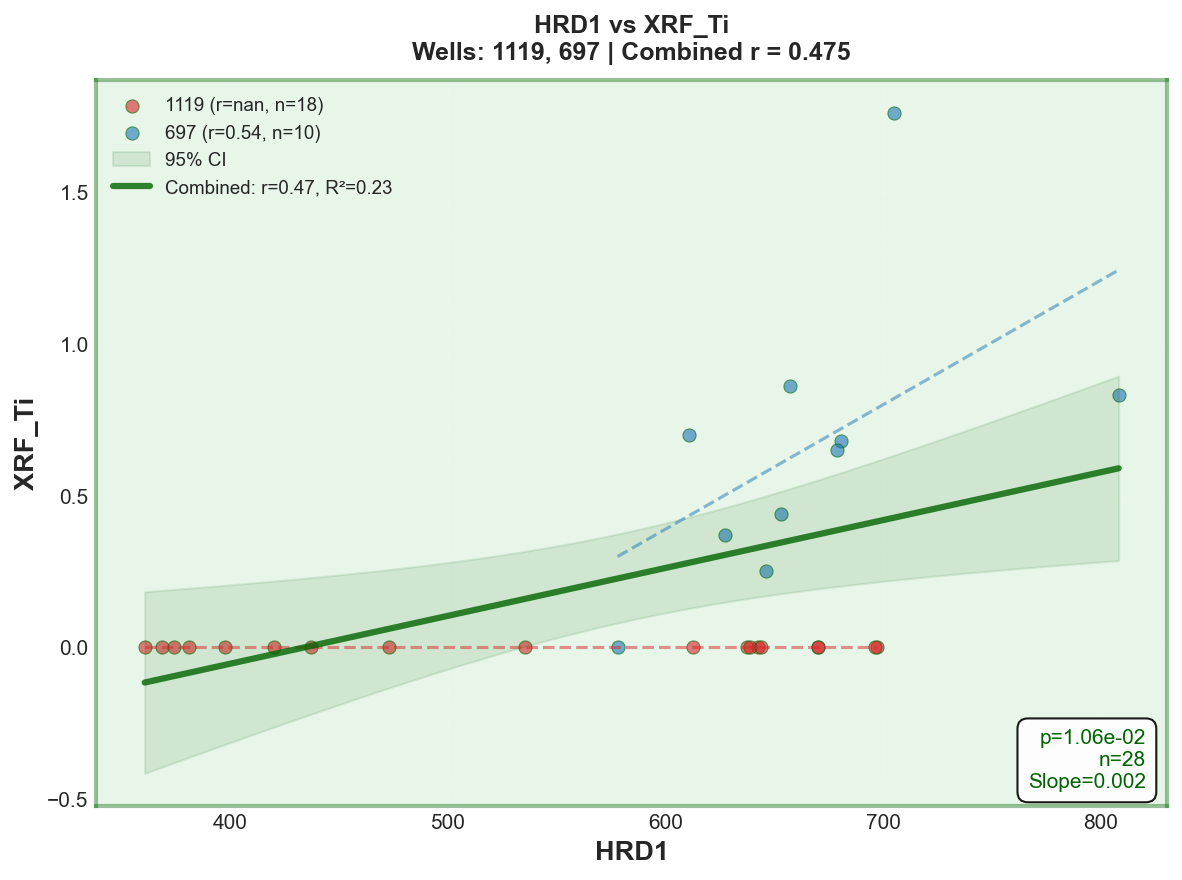 HRD1 vs XRF_Ti
Wells: 1119, 697 | Combined r = 0.475
1119 (r=nan, n=18)
697 (r=0.54, n=10)
95% CI
Combined: r=0.47, R²=0.23
XRF_Ti
1.5
1.0
0.5
0.0
−0.5
p=1.06e-02
n=28
Slope=0.002
400 500 600 700 800
HRD1